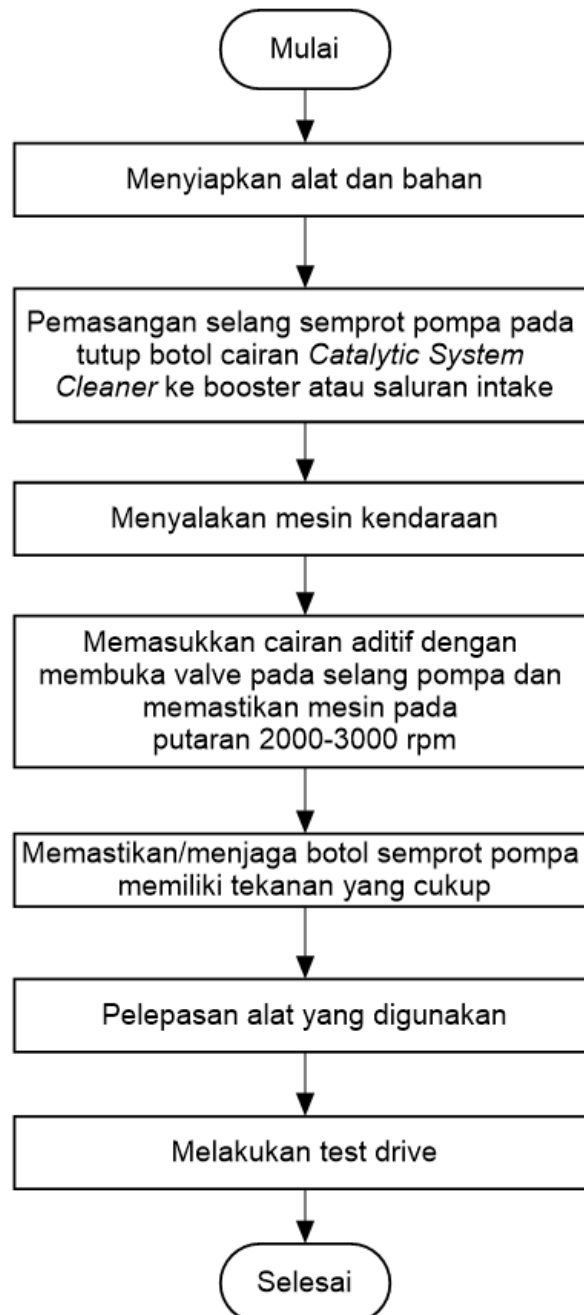 Mulai
Menyiapkan alat dan bahan
Pemasangan selang semprot pompa pada
tutup botol cairan Catalytic System
Cleaner ke booster atau saluran intake
Menyalakan mesin kendaraan
Memasukkan cairan aditif dengan
membuka valve pada selang pompa dan
memastikan mesin pada
putaran 2000-3000 rpm
Memastikan/menjaga botol semprot pompa
memiliki tekanan yang cukup
Pelepasan alat yang digunakan
Melakukan test drive
Selesai